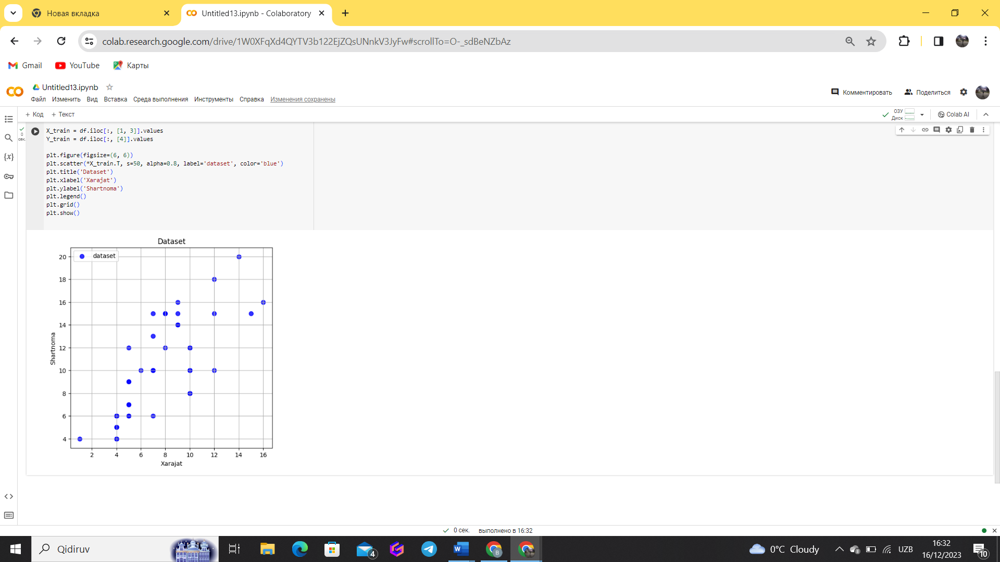 Новая вкладка
Untitled13.ipynb - Colaboratory
colab.research.google.com/drive/1W0XFqXd4QYTV3b122EjZQsUNnkV3JyFw#scrollTo=O-_sdBeNZbAz
Gmail YouTube Карты
Untitled13.ipynb
Файл Изменить Вид Вставка Среда выполнения Инструменты Справка Изменения сохранены
Комментировать Поделиться
+ Код + Текст
ОЗУ
Диск
Colab AI
0
сек.
X_train = df.iloc[:, [1, 3]].values
Y_train = df.iloc[:, [4]].values
plt.figure(figsize=(6, 6))
plt.scatter(*X_train.T, s=50, alpha=0.8, label='dataset', color='blue')
plt.title('Dataset')
plt.xlabel('Xarajat')
plt.ylabel('Shartnoma')
plt.legend()
plt.grid()
plt.show()
Dataset
dataset
20
18
16
14
12
10
8
6
4
Shartnoma
2 4 6 8 10 12 14 16
Xarajat
0 сек. выполнено в 16:32
Qidiruv
4
0°C Cloudy
UZB
16:32
16/12/2023
10